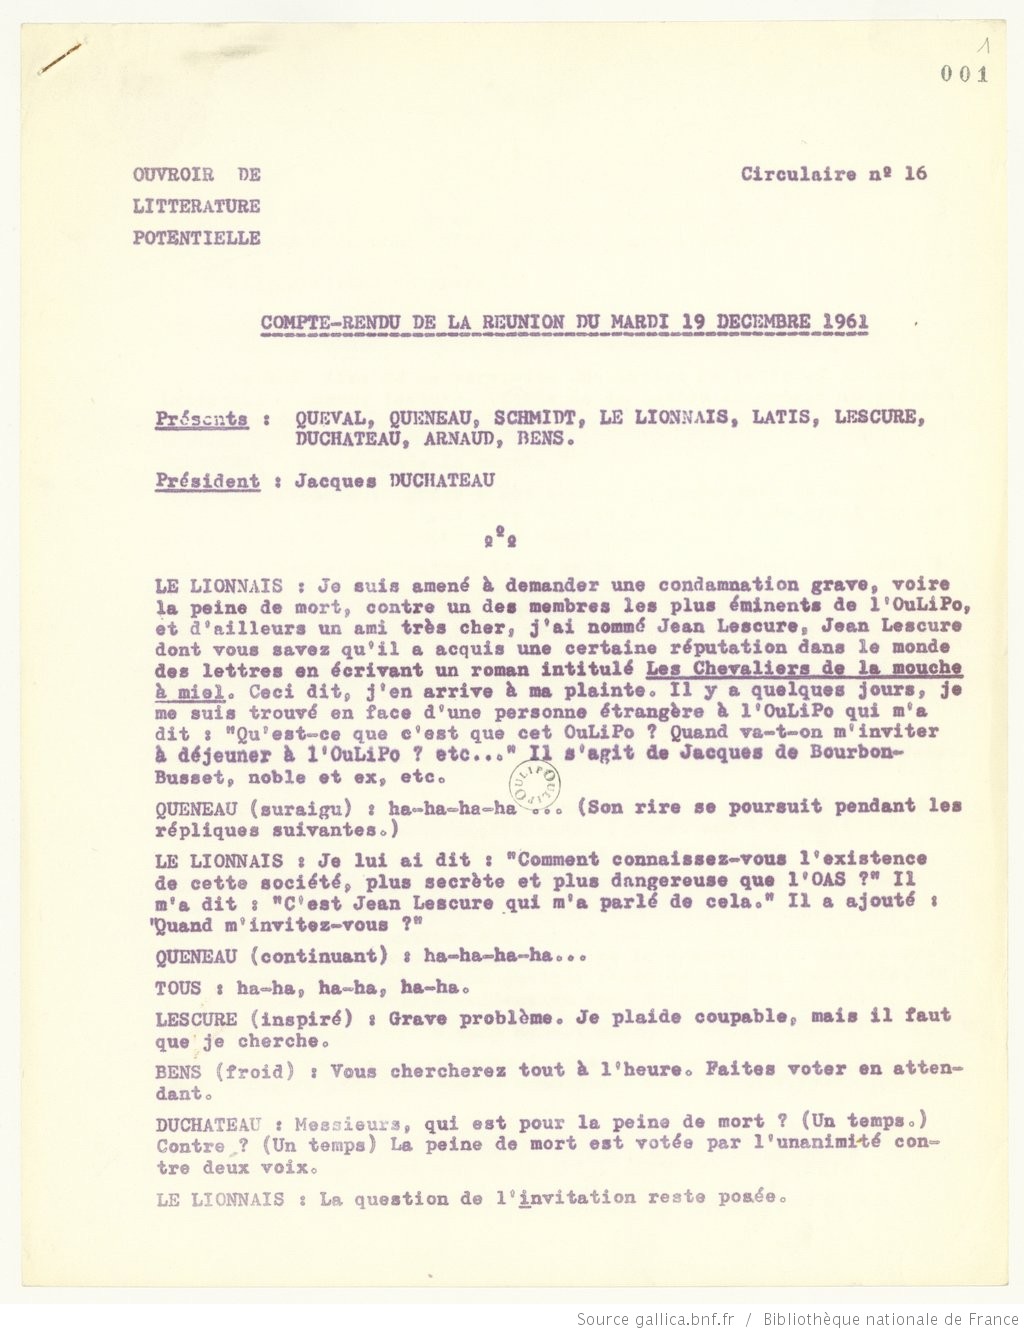 1
001
OUVROIR DE
Circulaire nº 16
LITTERATURE
POTENTIELLE
COMPTE-RENDU DE LA REUNION DU MARDI 19 DECEMBRE 1961
Présents : QUEVAL, QUENEAU, SCHMIDT, LE LIONNAIS, LATIS, LESCURE,
DUCHATEAU, ARNAUD, BENS.
Président : Jacques DUCHATEAU
ººº
LE LIONNAIS : Je suis amené à demander une condamnation grave, voire
la peine de mort, contre un des membres les plus éminents de l'OuLiPo,
et d'ailleurs un ami très cher, j'ai nommé Jean Lescure, Jean Lescure
dont vous savez qu'il a acquis une certaine réputation dans le monde
des lettres en écrivant un roman intitulé Les Chevaliers de la mouche
à miel. Ceci dit, j'en arrive à ma plainte. Il y a quelques jours, je
me suis trouvé en face d'une personne étrangère à l'OuLiPo qui m'a
dit : "Qu'est-ce que c'est que cet OuLiPo ? Quand va-t-on m'inviter
à déjeuner à l'OuLiPo ? etc..." Il s'agit de Jacques de Bourbon-
Busset, noble et ex, etc.
OULIPO OULIPO
QUENEAU (suraigu) : ha-ha-ha-ha ... (Son rire se poursuit pendant les
répliques suivantes.)
LE LIONNAIS : Je lui ai dit : "Comment connaissez-vous l'existence
de cette société, plus secrète et plus dangereuse que l'OAS ?" Il
m'a dit : "C'est Jean Lescure qui m'a parlé de cela." Il a ajouté :
"Quand m'invitez-vous ?"
QUENEAU (continuant) : ha-ha-ha-ha...
TOUS : ha-ha, ha-ha, ha-ha.
LESCURE (inspiré) : Grave problème. Je plaide coupable, mais il faut
que je cherche.
BENS (froid) : Vous chercherez tout à l'heure. Faites voter en atten-
dant.
DUCHATEAU : Messieurs, qui est pour la peine de mort ? (Un temps.)
Contre ? (Un temps) La peine de mort est votée par l'unanimité con-
tre deux voix.
LE LIONNAIS : La question de l'invitation reste posée.
Source gallica.bnf.fr / Bibliothèque nationale de France